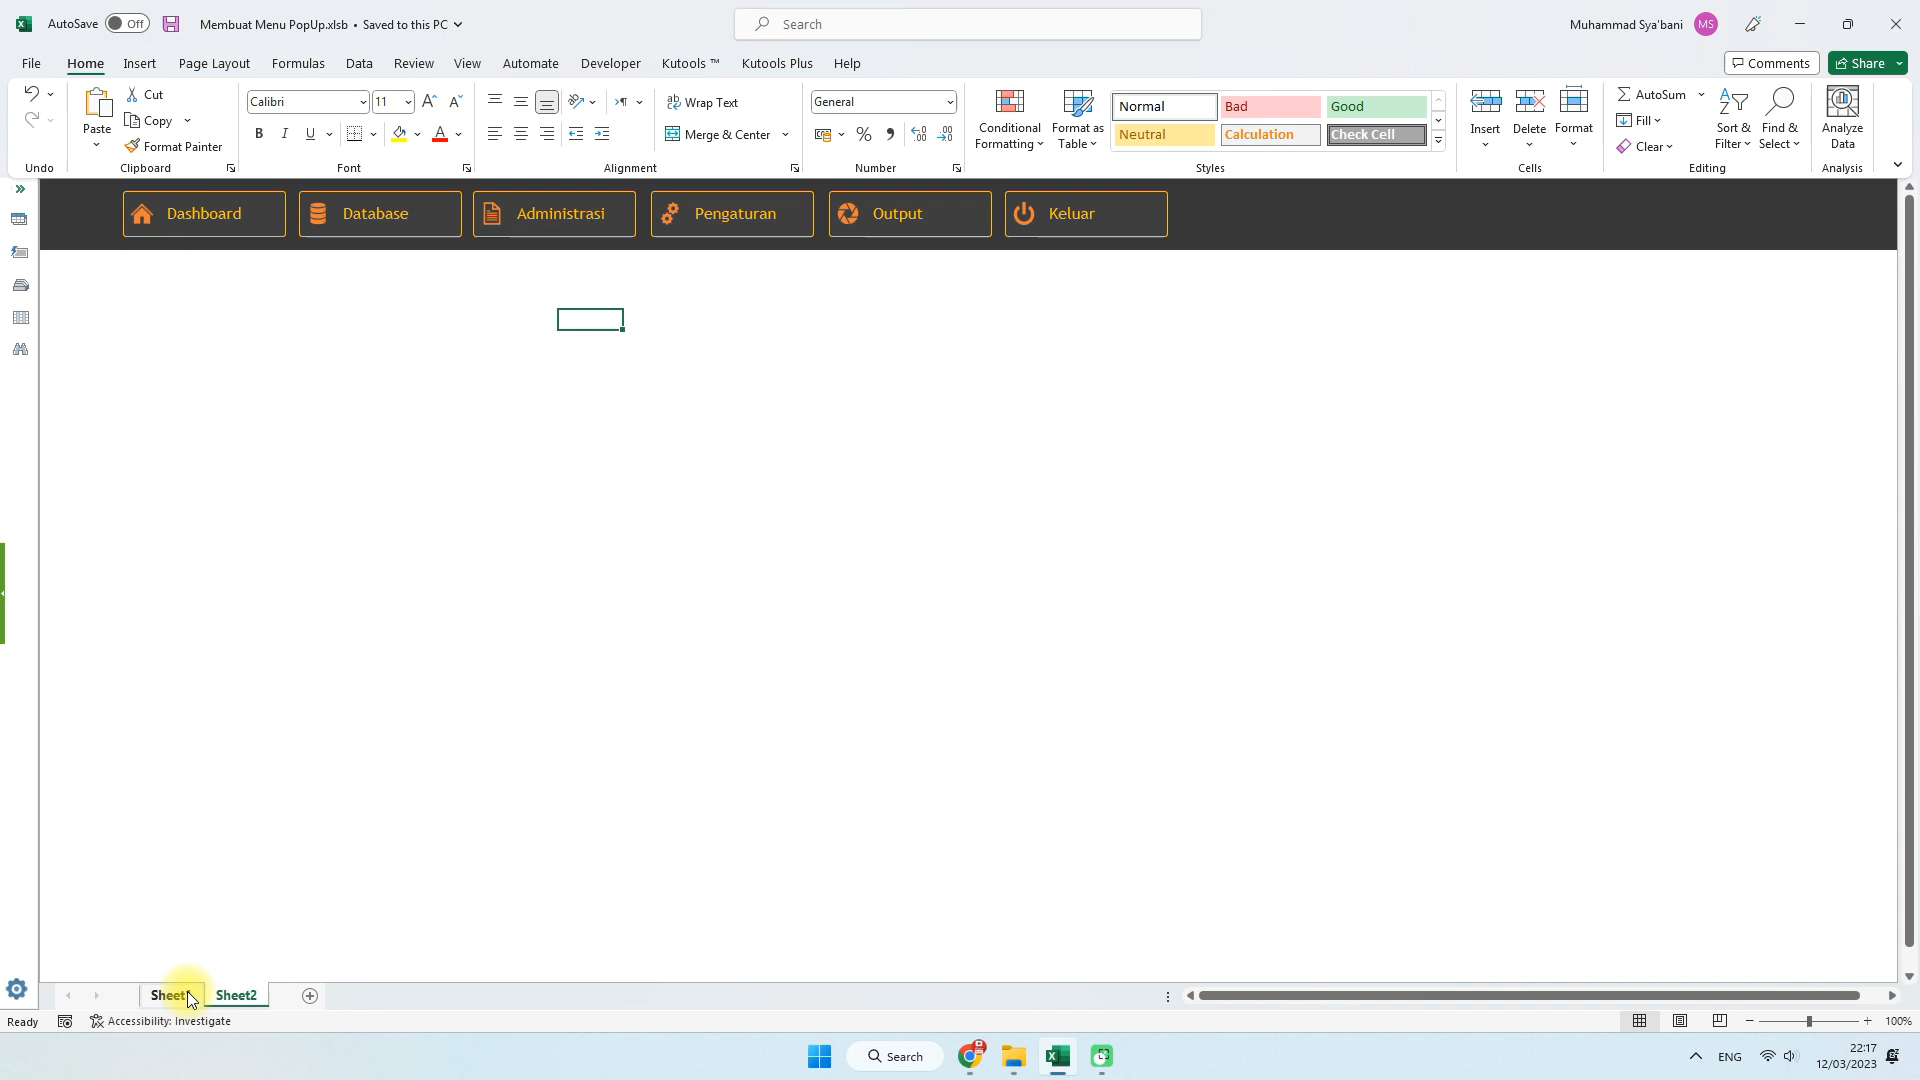 AutoSave Off Membuat Menu PopUp.xlsb • Saved to this PC Search Muhammad Sya'bani MS
File Home Insert Page Layout Formulas Data Review View Automate Developer Kutools ™ Kutools Plus Help Comments Share
Paste Cut Copy Format Painter
Calibri 11
B I U A
Wrap Text
Merge & Center
General
Conditional Formatting
Format as Table
Normal Bad Good
Neutral Calculation Check Cell
Insert Delete Format
AutoSum
Fill
Clear
Sort & Filter
Find & Select
Analyze Data
Undo Clipboard Font Alignment Number Styles Cells Editing Analysis
Dashboard Database Administrasi Pengaturan Output Keluar
Sheet2
Ready Accessibility: Investigate 100%
Search ENG 22:17
12/03/2023